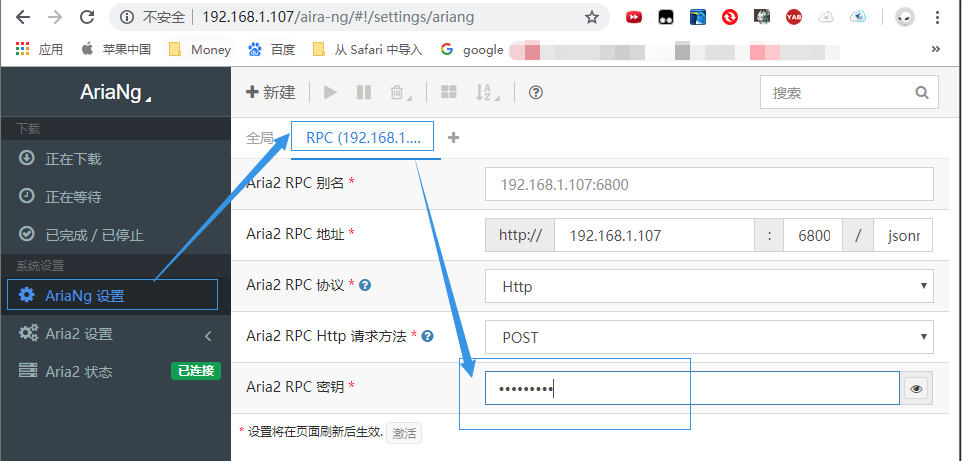 不安全 192.168.1.107/aira-ng/#!/settings/ariang
YAB
应用 苹果中国 Money 百度 从 Safari 中导入 google »
AriaNg
新建
搜索
下载
全局 RPC (192.168.1....
正在下载
正在等待
已完成 / 已停止
系统设置
AriaNg 设置
Aria2 设置
Aria2 状态 已连接
Aria2 RPC 别名 * 192.168.1.107:6800
Aria2 RPC 地址 * http:// 192.168.1.107 : 6800 / jsonr
Aria2 RPC 协议 * Http
Aria2 RPC Http 请求方法 * POST
Aria2 RPC 密钥 * •••••••••
* 设置将在页面刷新后生效. 激活